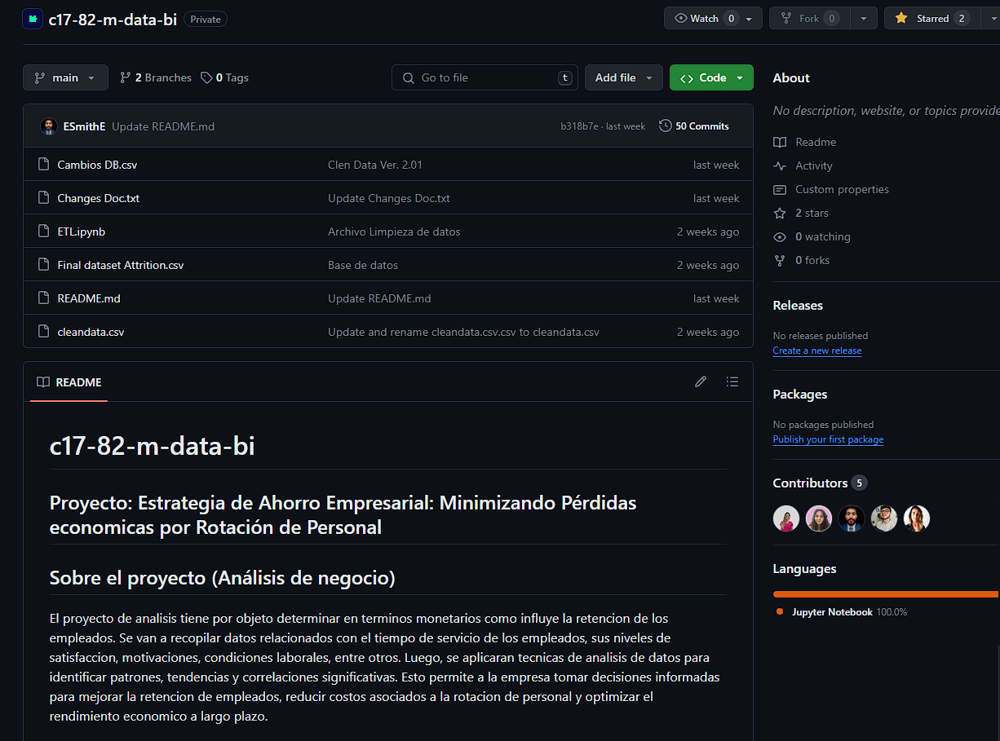 c17-82-m-data-bi Private
Watch 0 Fork 0 Starred 2
main 2 Branches 0 Tags Go to file t Add file Code
ESmithE Update README.md b318b7e · last week 50 Commits
Cambios DB.csv Clen Data Ver. 2.01 last week
Changes Doc.txt Update Changes Doc.txt last week
ETL.ipynb Archivo Limpieza de datos 2 weeks ago
Final dataset Attrition.csv Base de datos 2 weeks ago
README.md Update README.md last week
cleandata.csv Update and rename cleandata.csv.csv to cleandata.csv 2 weeks ago
README
c17-82-m-data-bi
Proyecto: Estrategia de Ahorro Empresarial: Minimizando Pérdidas
economicas por Rotación de Personal
Sobre el proyecto (Análisis de negocio)
El proyecto de analisis tiene por objeto determinar en terminos monetarios como influye la retencion de los
empleados. Se van a recopilar datos relacionados con el tiempo de servicio de los empleados, sus niveles de
satisfaccion, motivaciones, condiciones laborales, entre otros. Luego, se aplicaran tecnicas de analisis de datos para
identificar patrones, tendencias y correlaciones significativas. Esto permite a la empresa tomar decisiones informadas
para mejorar la retencion de empleados, reducir costos asociados a la rotacion de personal y optimizar el
rendimiento economico a largo plazo.
About
No description, website, or topics provide
Readme
Activity
Custom properties
2 stars
0 watching
0 forks
Releases
No releases published
Create a new release
Packages
No packages published
Publish your first package
Contributors 5
Languages
Jupyter Notebook 100.0%